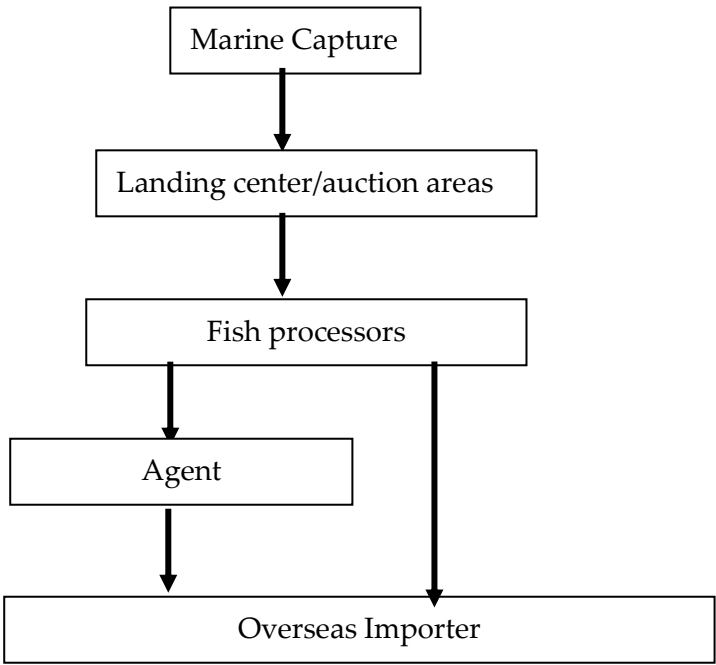 Marine Capture
Landing center/auction areas
Fish processors
Agent
Overseas Importer